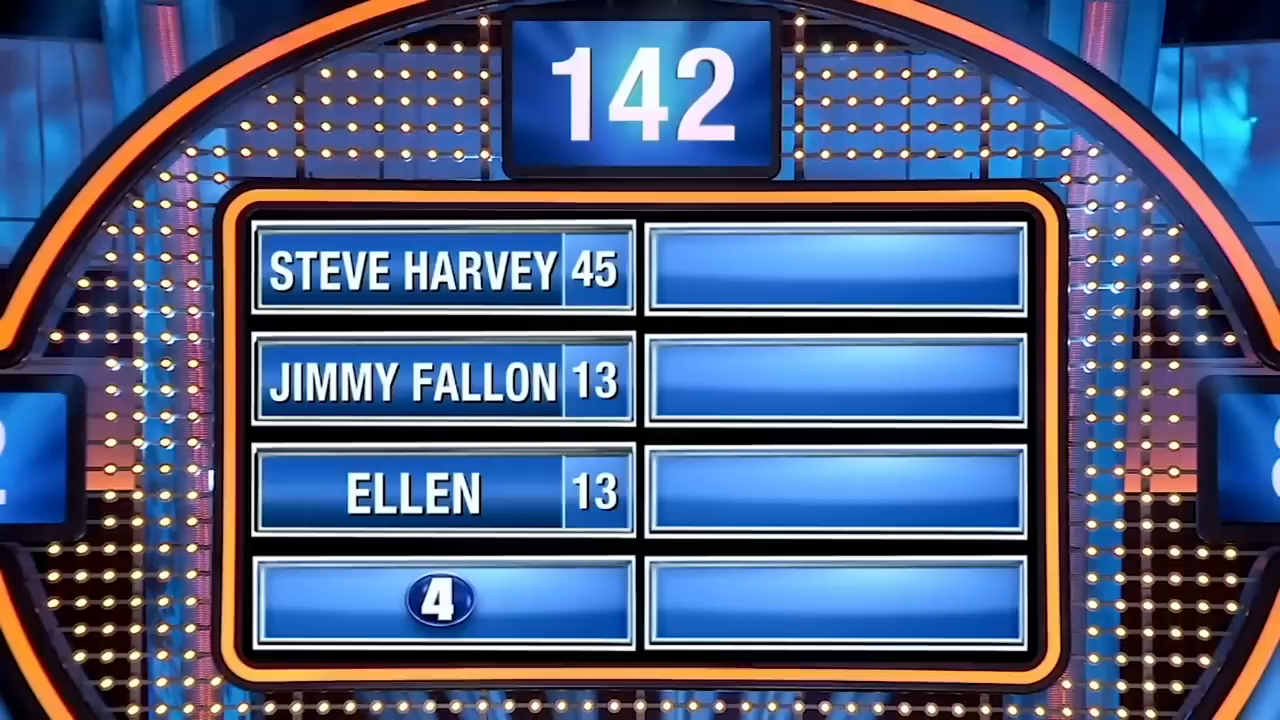 142
STEVE HARVEY 45
JIMMY FALLON 13
ELLEN 13
4